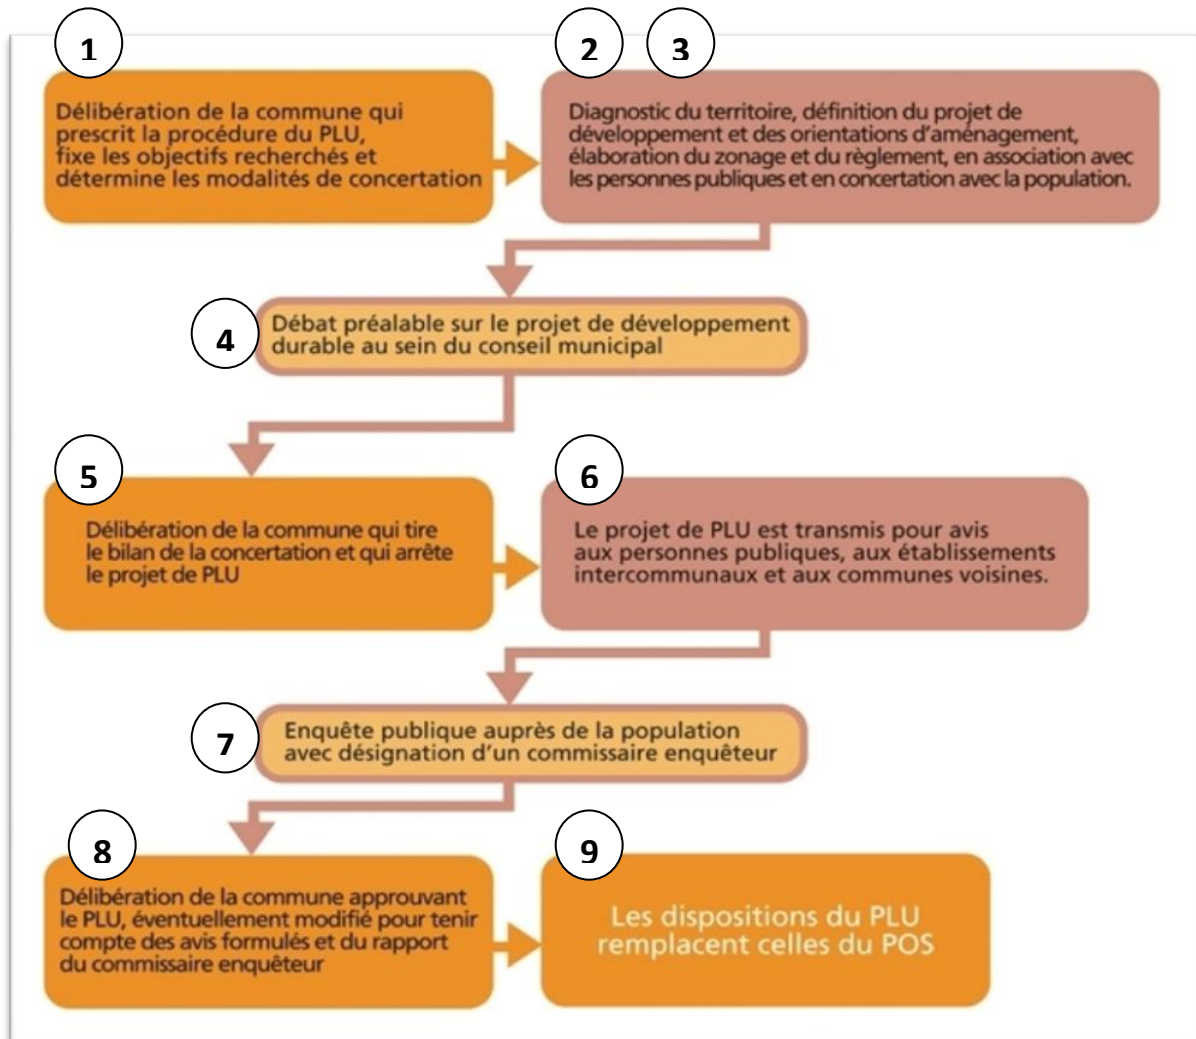 1
Délibération de la commune qui
prescrit la procédure du PLU,
fixe les objectifs recherchés et
détermine les modalités de concertation
2
3
Diagnostic du territoire, définition du projet de
développement et des orientations d'aménagement,
élaboration du zonage et du règlement, en association avec
les personnes publiques et en concertation avec la population.
4
Débat préalable sur le projet de développement
durable au sein du conseil municipal
5
Délibération de la commune qui tire
le bilan de la concertation et qui arrête
le projet de PLU
6
Le projet de PLU est transmis pour avis
aux personnes publiques, aux établissements
intercommunaux et aux communes voisines.
7
Enquête publique auprès de la population
avec désignation d'un commissaire enquêteur
8
Délibération de la commune approuvant
le PLU, éventuellement modifié pour tenir
compte des avis formulés et du rapport
du commissaire enquêteur
9
Les dispositions du PLU
remplacent celles du POS